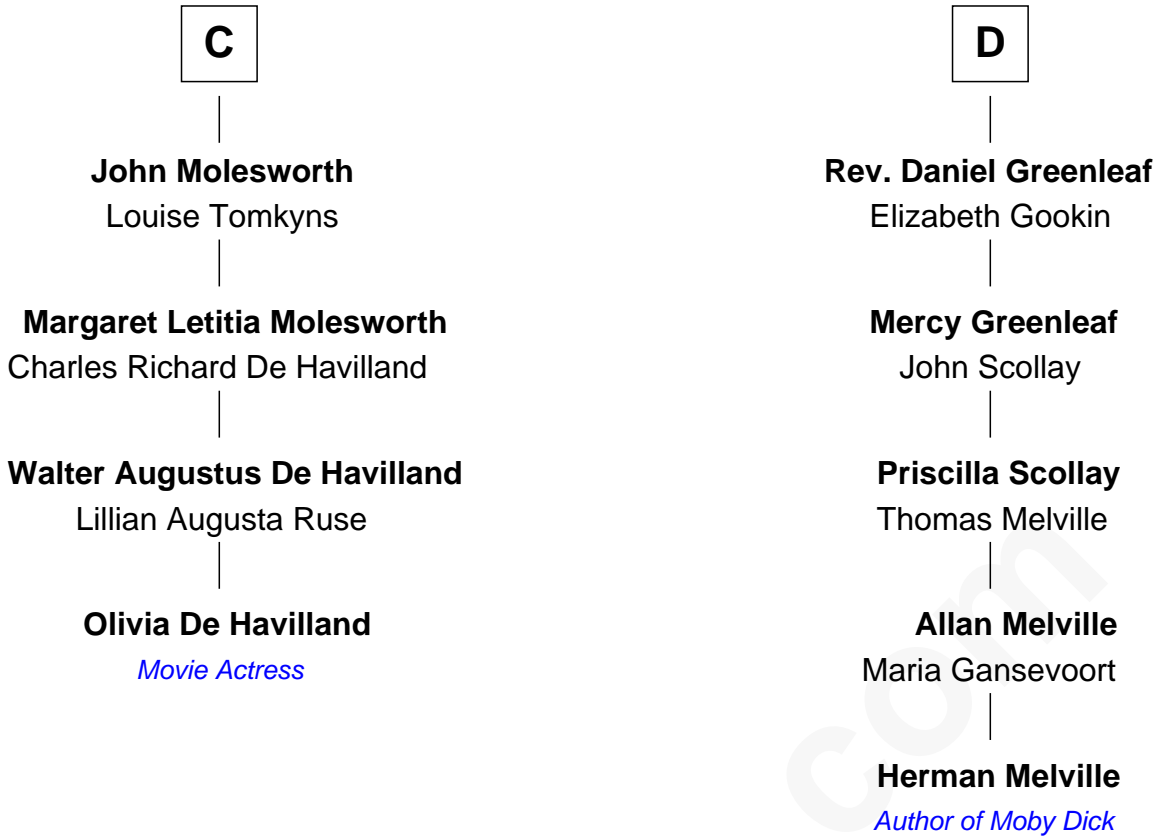 C
John Molesworth
Louise Tomkyns
Margaret Letitia Molesworth
Charles Richard De Havilland
Walter Augustus De Havilland
Lillian Augusta Ruse
Olivia De Havilland
Movie Actress
D
Rev. Daniel Greenleaf
Elizabeth Gookin
Mercy Greenleaf
John Scollay
Priscilla Scollay
Thomas Melville
Allan Melville
Maria Gansevoort
Herman Melville
Author of Moby Dick
com